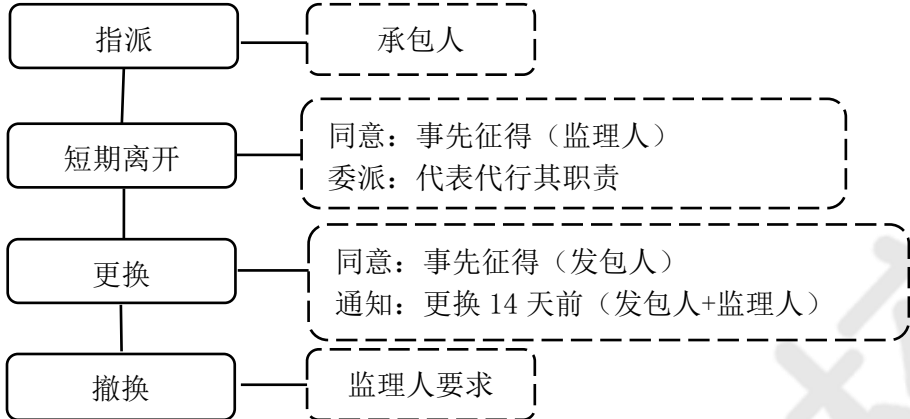 指派
承包人
短期离开
同意：事先征得（监理人）
委派：代表代行其职责
更换
同意：事先征得（发包人）
通知：更换 14 天前（发包人+监理人）
撤换
监理人要求